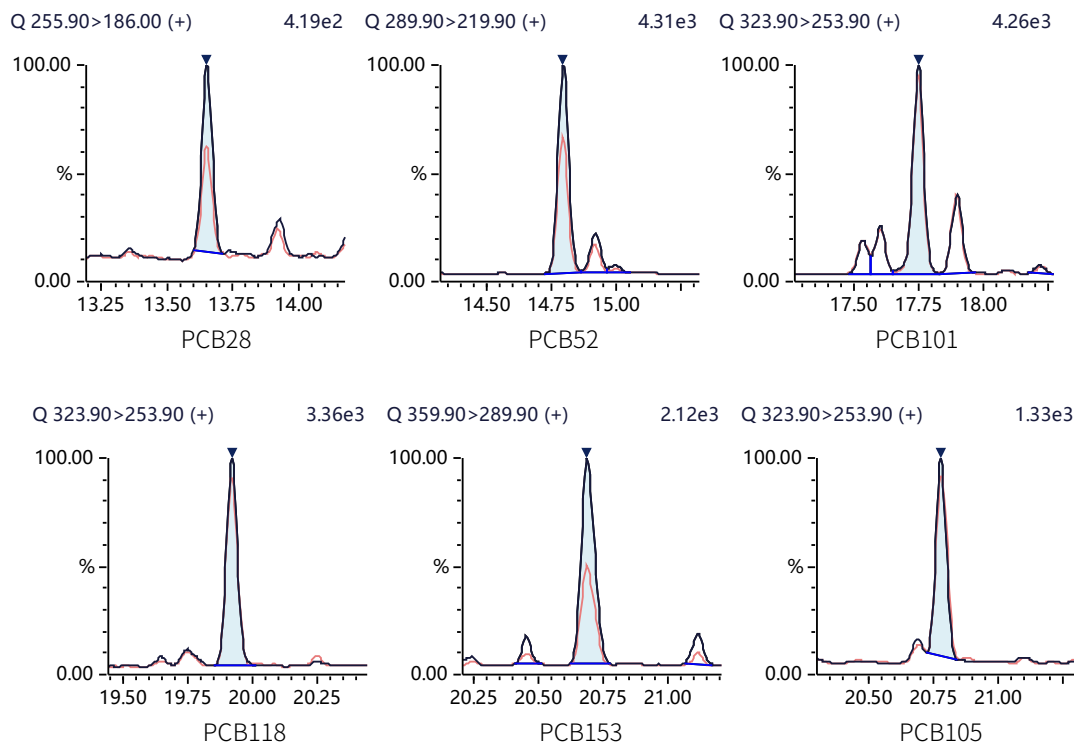 Q 255.90>186.00 (+) 4.19e2
100.00
%
0.00
13.25 13.50 13.75 14.00
PCB28
Q 289.90>219.90 (+) 4.31e3
100.00
%
0.00
14.50 14.75 15.00
PCB52
Q 323.90>253.90 (+) 4.26e3
100.00
%
0.00
17.50 17.75 18.00
PCB101
Q 323.90>253.90 (+) 3.36e3
100.00
%
0.00
19.50 19.75 20.00 20.25
PCB118
Q 359.90>289.90 (+) 2.12e3
100.00
%
0.00
20.25 20.50 20.75 21.00
PCB153
Q 323.90>253.90 (+) 1.33e3
100.00
%
0.00
20.50 20.75 21.00
PCB105